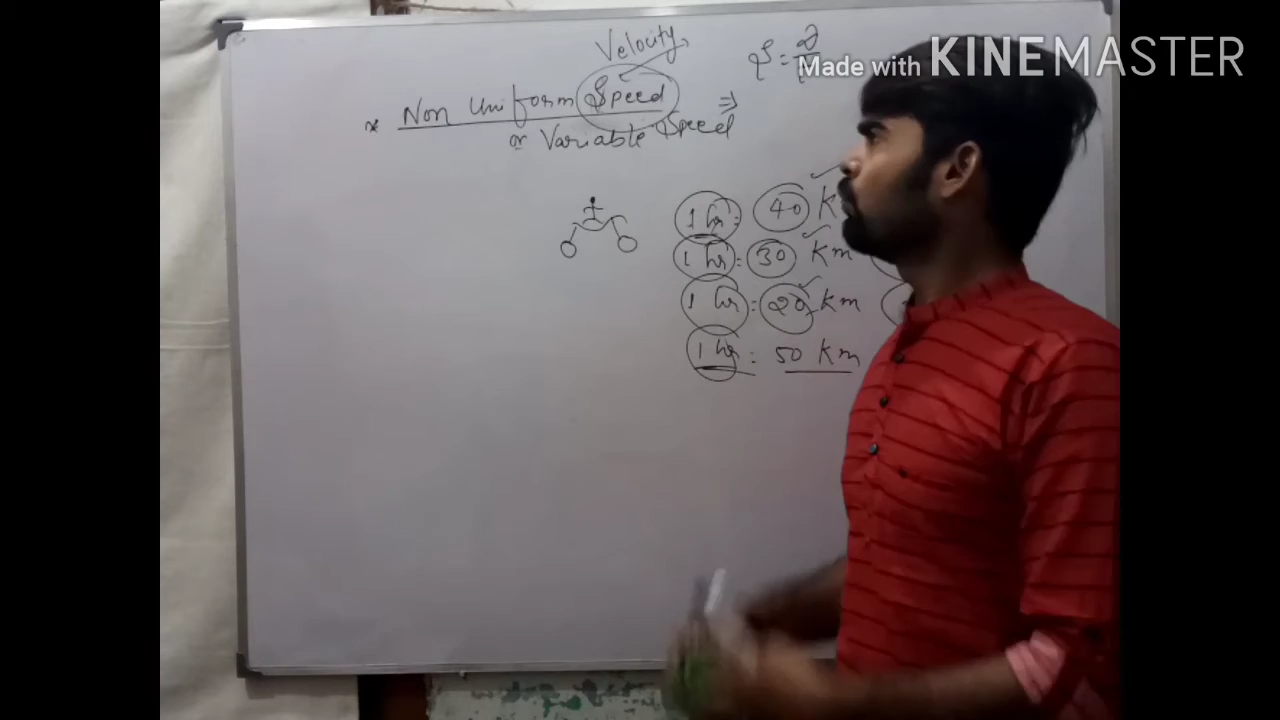 Velocity
Made with KINEMASTER
* Non Uniform Speed ⇒
or Variable Speed
1 hr = 40 K
1 hr = 30 Km
1 hr = 20 km
1 hr = 50 Km